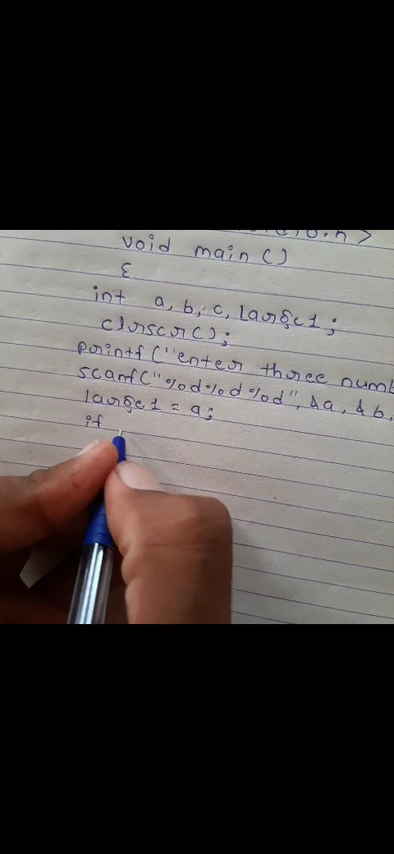 void main ()
{
int a, b, c, large1;
clrscr();
printf ("enter three numb
scanf("%d%d%d", &a, &b,
large1 = a;
if